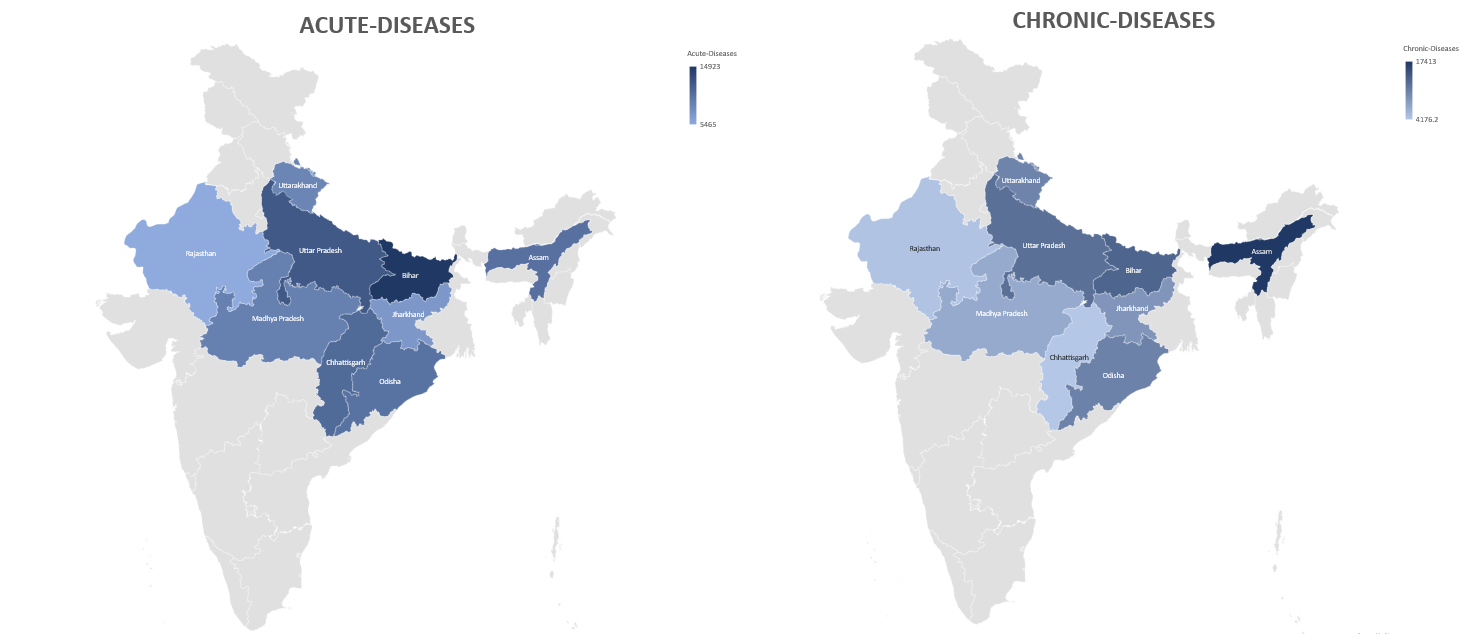 ACUTE-DISEASES
Acute-Diseases
14923
5465
Uttarakhand
Rajasthan
Uttar Pradesh
Bihar
Assam
Madhya Pradesh
Jharkhand
Chhattisgarh
Odisha
CHRONIC-DISEASES
Chronic-Diseases
17413
4176.2
Uttarakhand
Rajasthan
Uttar Pradesh
Bihar
Assam
Madhya Pradesh
Jharkhand
Chhattisgarh
Odisha